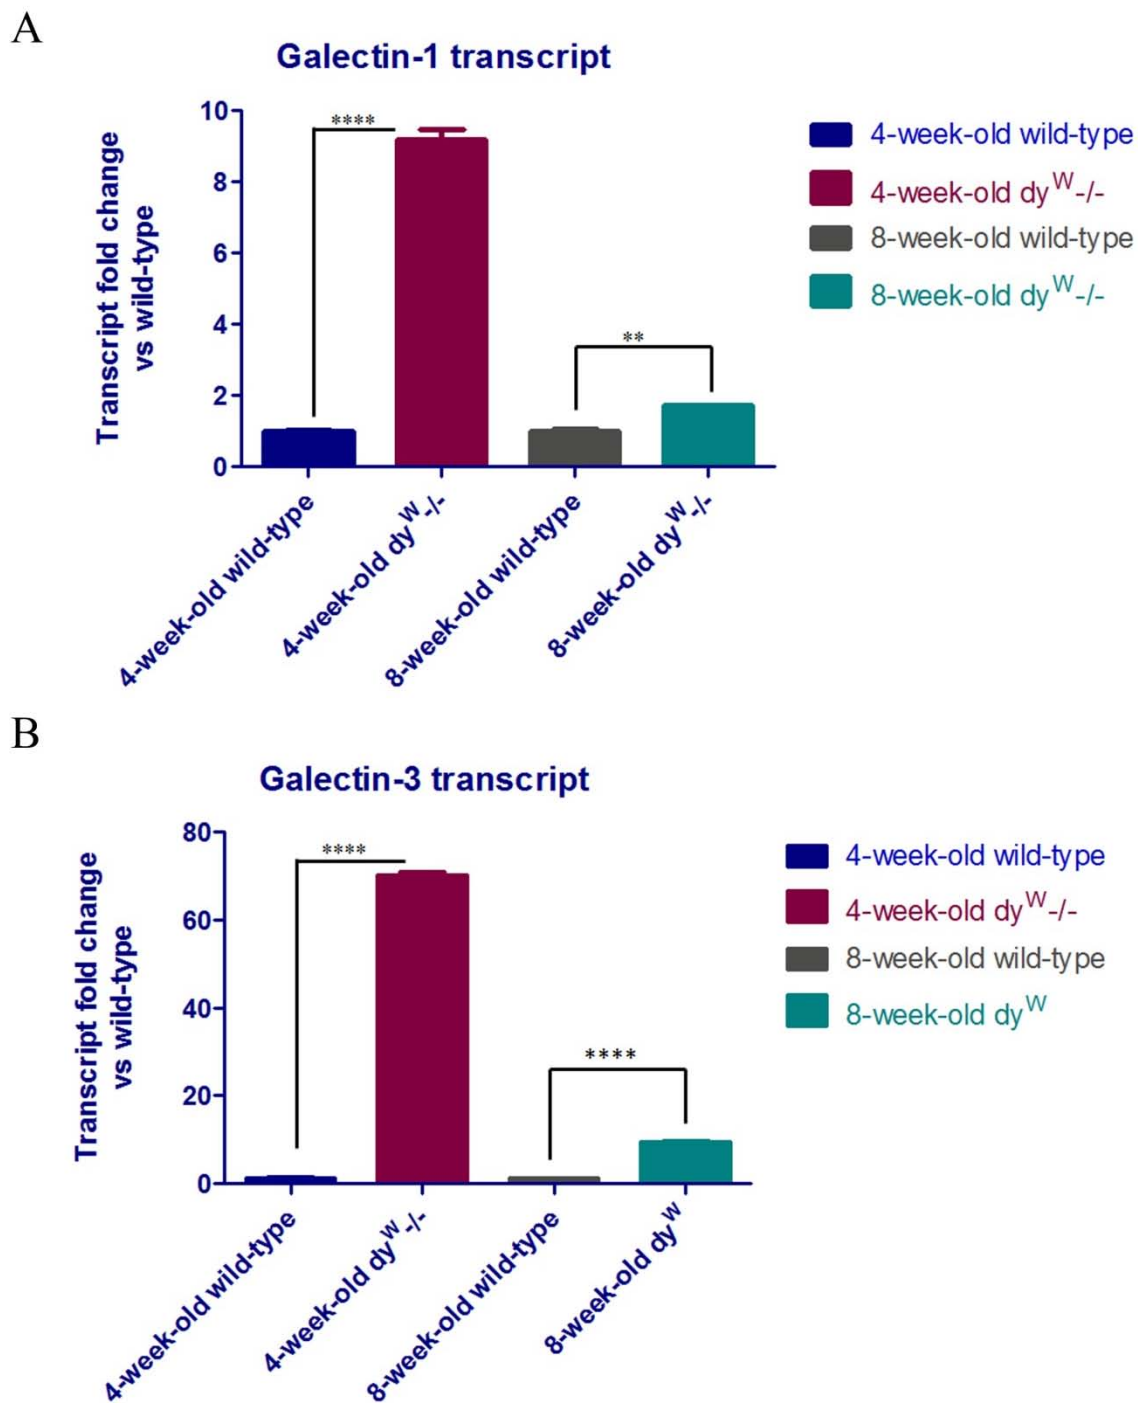 A
Galectin-1 transcript
Transcript fold change
vs wild-type
10
8
6
4
2
0
****
**
4-week-old wild-type
4-week-old dyW-/-
8-week-old wild-type
8-week-old dyW-/-
4-week-old wild-type
4-week-old dyW-/-
8-week-old wild-type
8-week-old dyW-/-
B
Galectin-3 transcript
Transcript fold change
vs wild-type
80
60
40
20
0
****
****
4-week-old wild-type
4-week-old dyW-/-
8-week-old wild-type
8-week-old dyW
4-week-old wild-type
4-week-old dyW-/-
8-week-old wild-type
8-week-old dyW